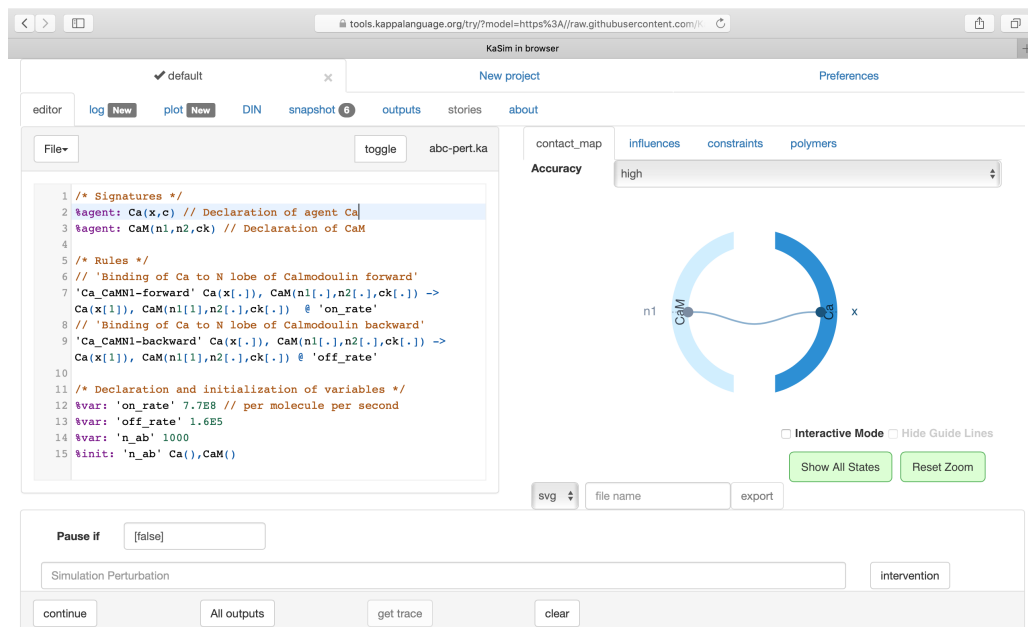 tools.kappalanguage.org/try/?model=https%3A//raw.githubusercontent.com/K
KaSim in browser
default
New project
Preferences
editor log New plot New DIN snapshot 6 outputs stories about
File toggle abc-pert.ka
contact_map influences constraints polymers
Accuracy high
1 /* Signatures */
2 %agent: Ca(x,c) // Declaration of agent Ca
3 %agent: CaM(n1,n2,ck) // Declaration of CaM
4
5 /* Rules */
6 // 'Binding of Ca to N lobe of Calmodoulin forward'
7 'Ca_CaMN1-forward' Ca(x[.]), CaM(n1[.],n2[.],ck[.]) ->
Ca(x[1]), CaM(n1[1],n2[.],ck[.]) @ 'on_rate'
8 // 'Binding of Ca to N lobe of Calmodoulin backward'
9 'Ca_CAMN1-backward' Ca(x[.]), CaM(n1[.],n2[.],ck[.]) ->
Ca(x[1]), CaM(n1[1],n2[.],ck[.]) @ 'off_rate'
10
11 /* Declaration and initialization of variables */
12 %var: 'on_rate' 7.7E8 // per molecule per second
13 %var: 'off_rate' 1.6E5
14 %var: 'n_ab' 1000
15 %init: 'n_ab' Ca(),CaM()
n1 CaM Ca x
Interactive Mode Hide Guide Lines
Show All States Reset Zoom
svg file name export
Pause if [false]
Simulation Perturbation intervention
continue All outputs get trace clear